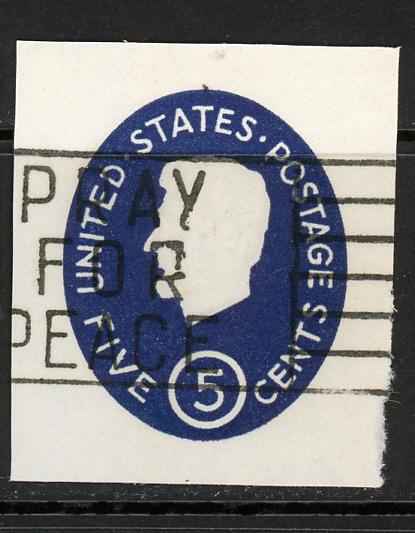 UNITED STATES · POSTAGE
FIVE 5 CENTS
PRAY
FOR
PEACE